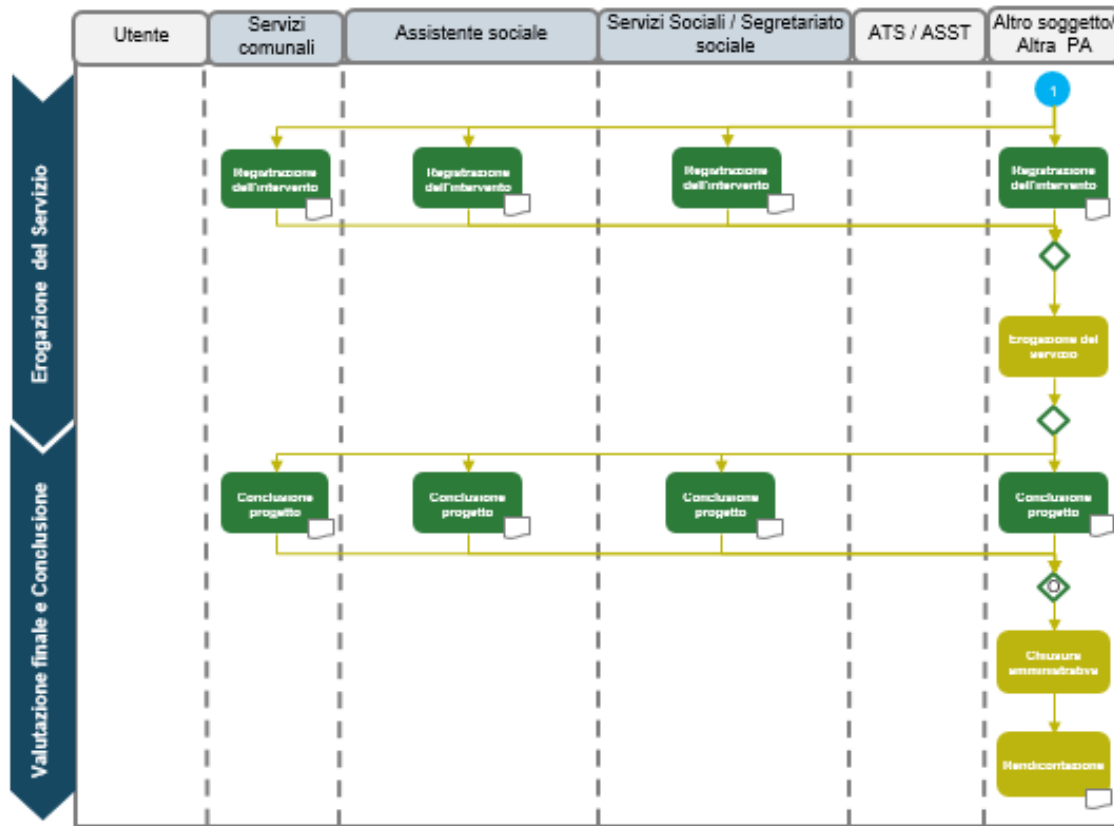 Utente
Servizi
comunali
Assistente sociale
Servizi Sociali / Segretariato
sociale
ATS / ASST
Altro soggetto/
Altra PA
Erogazione del Servizio
1
Registrazione
dell'intervento
Registrazione
dell'intervento
Registrazione
dell'intervento
Registrazione
dell'intervento
Erogazione del
servizio
Valutazione finale e Conclusione
Conclusione
progetto
Conclusione
progetto
Conclusione
progetto
Conclusione
progetto
O
Chiusura
amministrativa
Rendicontazione